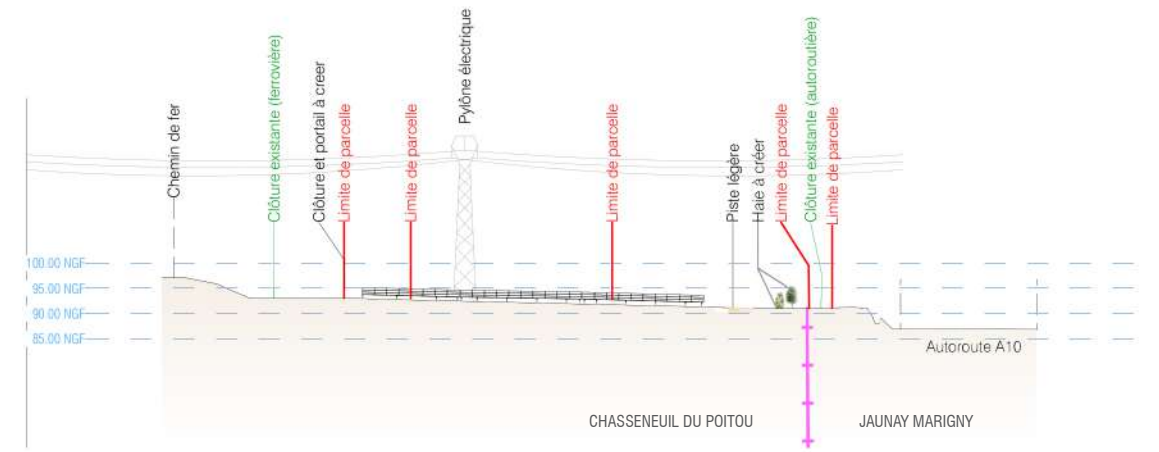 Chemin de fer
Clôture existante (ferrovière)
Clôture et portail à creer
Limite de parcelle
Limite de parcelle
Pylône électrique
Limite de parcelle
Piste légère
Haie à créer
Limite de parcelle
Clôture existante (autoroutière)
Limite de parcelle
100.00 NGF
95.00 NGF
90.00 NGF
85.00 NGF
Autoroute A10
CHASSENEUIL DU POITOU
JAUNAY MARIGNY